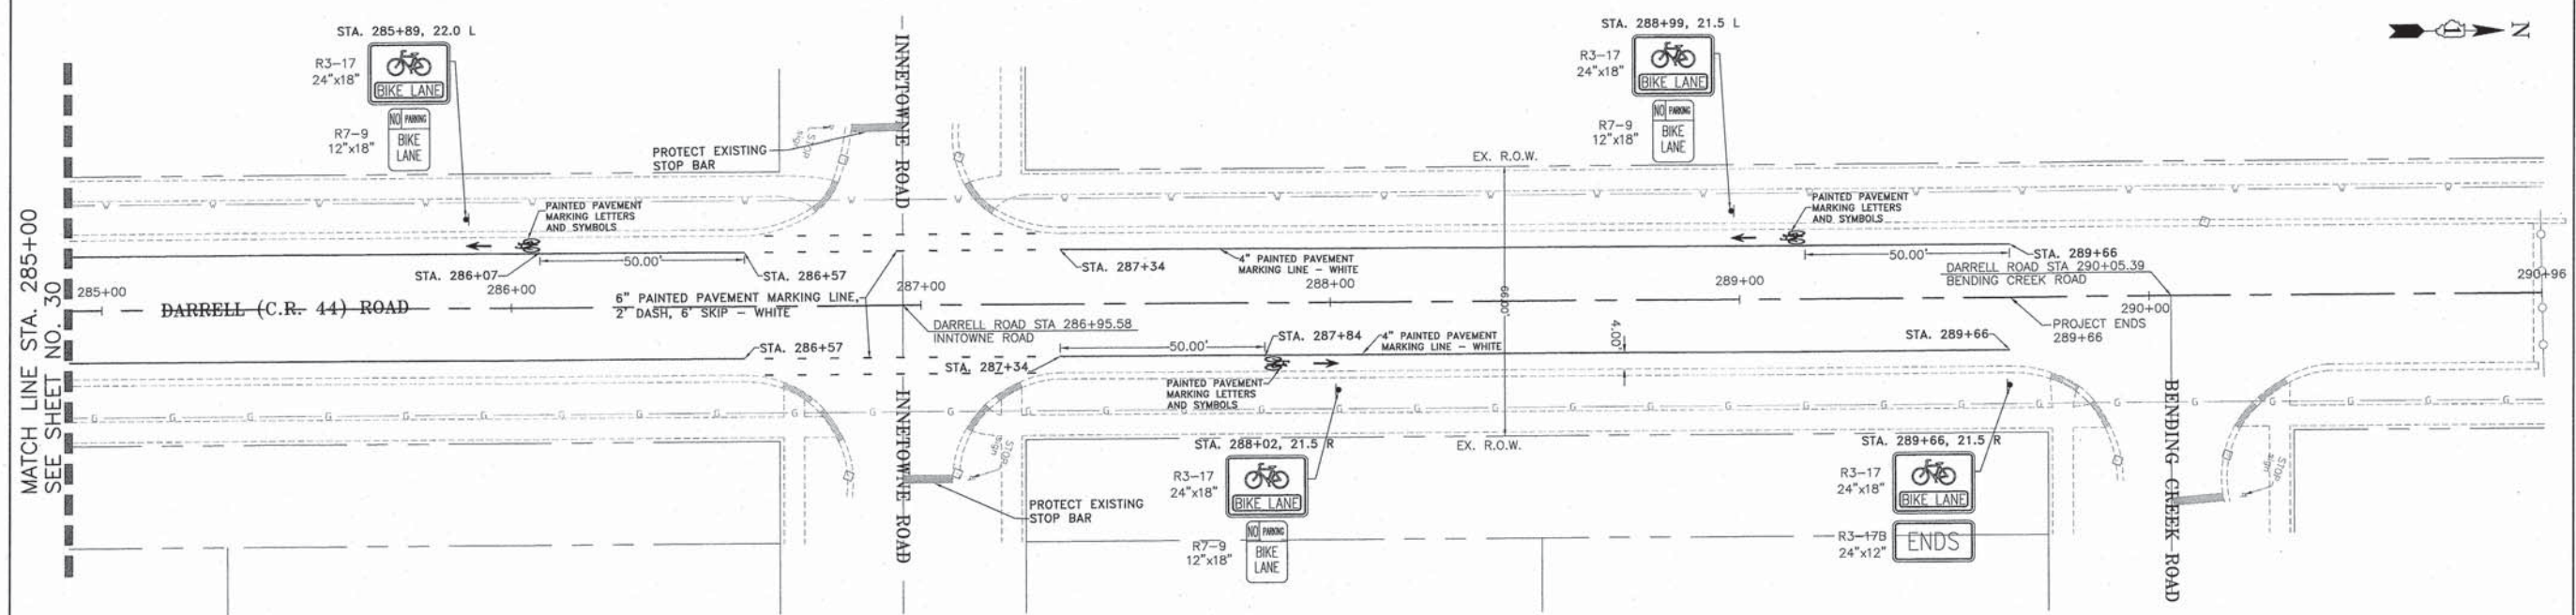 MATCH LINE STA. 285+00
SEE SHEET NO. 30
STA. 285+89, 22.0 L
R3-17
24"x18"
BIKE LANE
R7-9
12"x18"
NO PARKING
BIKE
LANE
PROTECT EXISTING
STOP BAR
STOP
sign
INNETOWNE ROAD
STA. 288+99, 21.5 L
R3-17
24"x18"
BIKE LANE
R7-9
12"x18"
NO PARKING
BIKE
LANE
N
EX. R.O.W.
PAINTED PAVEMENT
MARKING LETTERS
AND SYMBOLS
PAINTED PAVEMENT
MARKING LETTERS
AND SYMBOLS
STA. 286+07
50.00'
STA. 286+57
STA. 287+34
4" PAINTED PAVEMENT
MARKING LINE - WHITE
50.00'
STA. 289+66
DARRELL ROAD STA 290+05.39
BENDING CREEK ROAD
290+96
285+00
286+00
287+00
288+00
289+00
290+00
DARRELL (C.R. 44) ROAD
6" PAINTED PAVEMENT MARKING LINE,
2' DASH, 6' SKIP - WHITE
DARRELL ROAD STA 286+95.58
INNTOWNE ROAD
66.00'
4.00'
PROJECT ENDS
289+66
STA. 286+57
STA. 287+34
50.00'
STA. 287+84
4" PAINTED PAVEMENT
MARKING LINE - WHITE
STA. 289+66
PAINTED PAVEMENT
MARKING LETTERS
AND SYMBOLS
INNETOWNE ROAD
STOP
sign
PROTECT EXISTING
STOP BAR
STA. 288+02, 21.5 R
R3-17
24"x18"
BIKE LANE
R7-9
12"x18"
NO PARKING
BIKE
LANE
EX. R.O.W.
STA. 289+66, 21.5 R
R3-17
24"x18"
BIKE LANE
R3-17B
24"x12"
ENDS
BENDING CREEK ROAD
STOP
sign